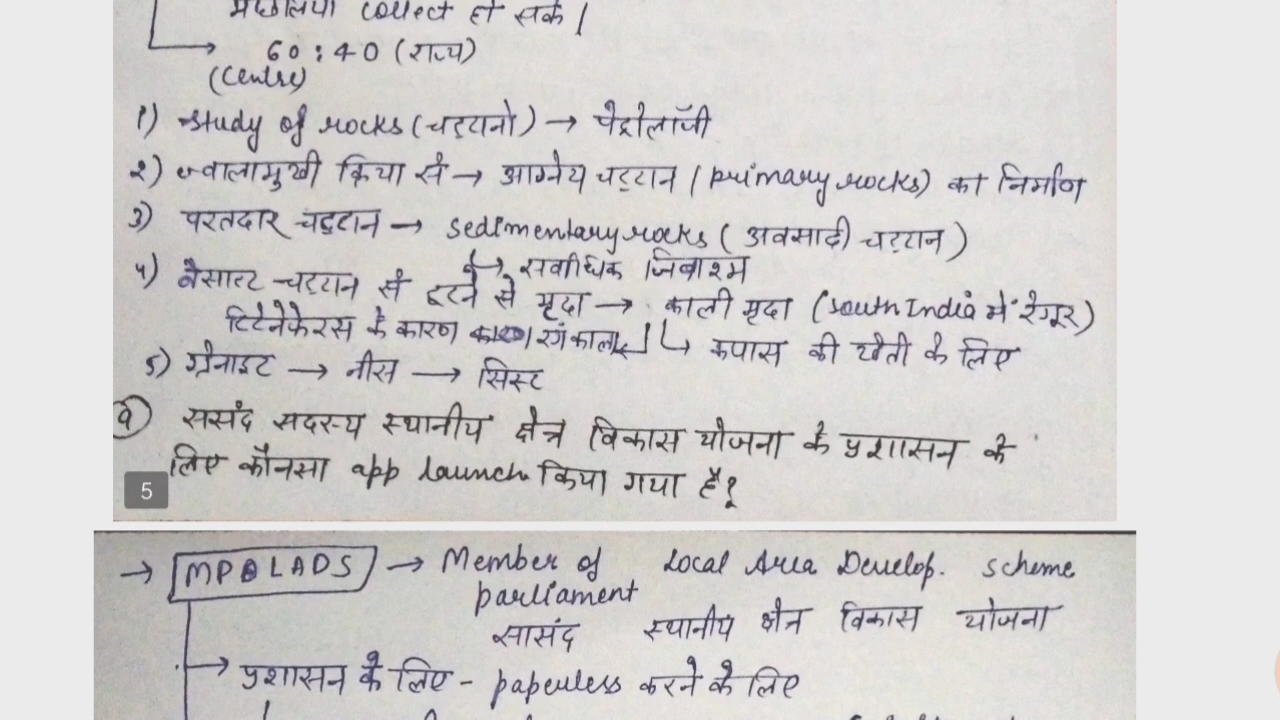 मछलिया collect हो सके।
60 : 40 (राज्य)
(Centre)
1) Study of rocks (चट्टानो) → पेट्रोलॉजी
2) ज्वालामुखी क्रिया से → आग्नेय चट्टान (primary rocks) का निर्माण
3) परतदार चट्टान → sedimentary rocks (अवसादी चट्टान)
↳ सर्वाधिक जिवाश्म
4) बैसाल्ट चट्टान से टूटने से मृदा → काली मृदा (South India में रेगूर)
टिटेनेफेरस के कारण रंग काला ↳ कपास की खेती के लिए
5) ग्रेनाइट → नीस → सिस्ट
Q) ससंद सदस्य स्थानीय क्षेत्र विकास योजना के प्रशासन के
लिए कौनसा app launch किया गया है?
5
→ MPLADS → Member of Local Area Develop. scheme
parliament
सासंद स्थानीय क्षेत्र विकास योजना
→ प्रशासन के लिए - paperless करने के लिए